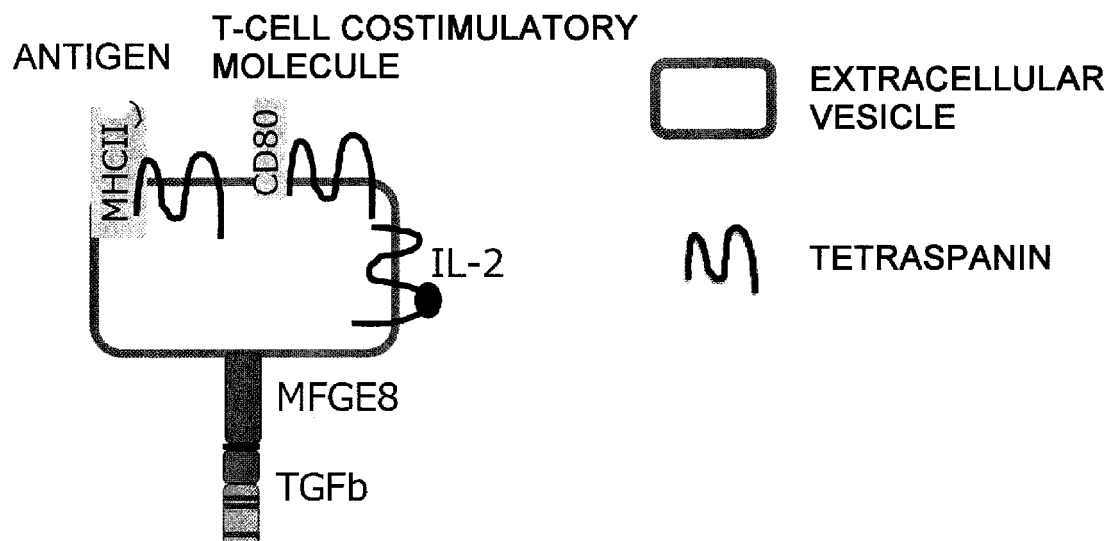 ANTIGEN
T-CELL COSTIMULATORY
MOLECULE
MHCII
CD80
IL-2
MFGE8
TGFb
EXTRACELLULAR
VESICLE
TETRASPANIN